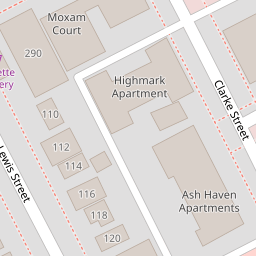 Moxam
Court
290
Highmark
Apartment
110
Clarke Street
112
114
Lewis Street
116
118
120
Ash Haven
Apartments